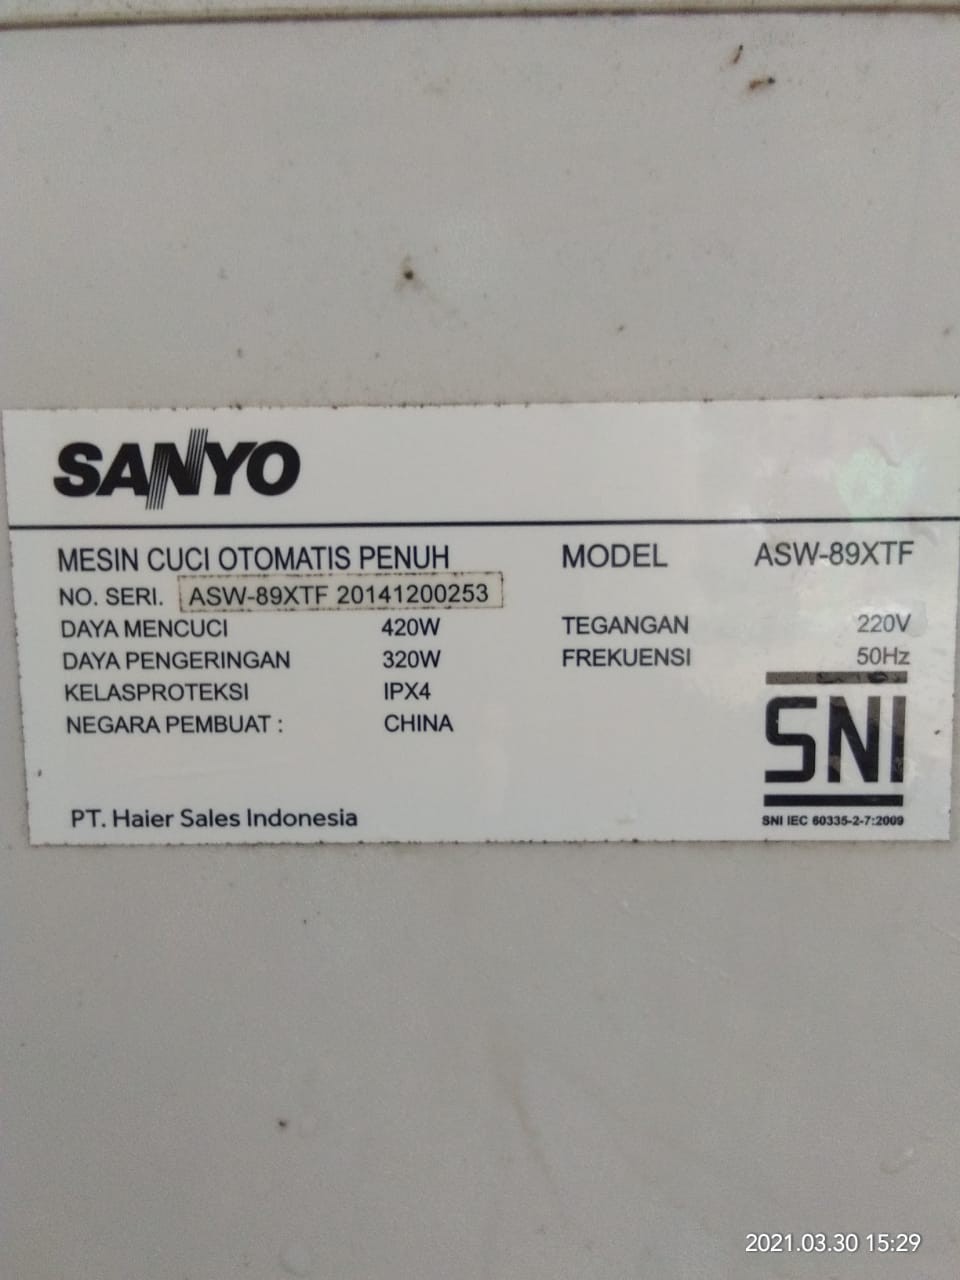 SANYO
MESIN CUCI OTOMATIS PENUH MODEL ASW-89XTF
NO. SERI. ASW-89XTF 20141200253
DAYA MENCUCI 420W TEGANGAN 220V
DAYA PENGERINGAN 320W FREKUENSI 50Hz
KELASPROTEKSI IPX4
NEGARA PEMBUAT : CHINA
SNI
PT. Haier Sales Indonesia
SNI IEC 60335-2-7:2009
2021.03.30 15:29